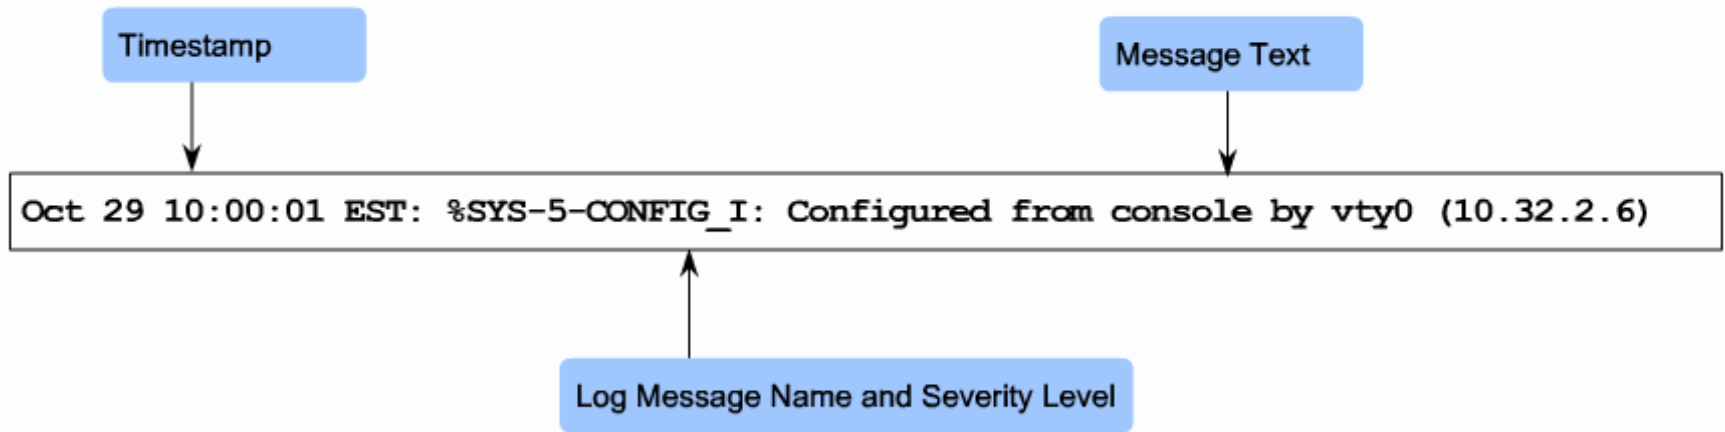 Timestamp
Message Text
Oct 29 10:00:01 EST: %SYS-5-CONFIG_I: Configured from console by vty0 (10.32.2.6)
Log Message Name and Severity Level